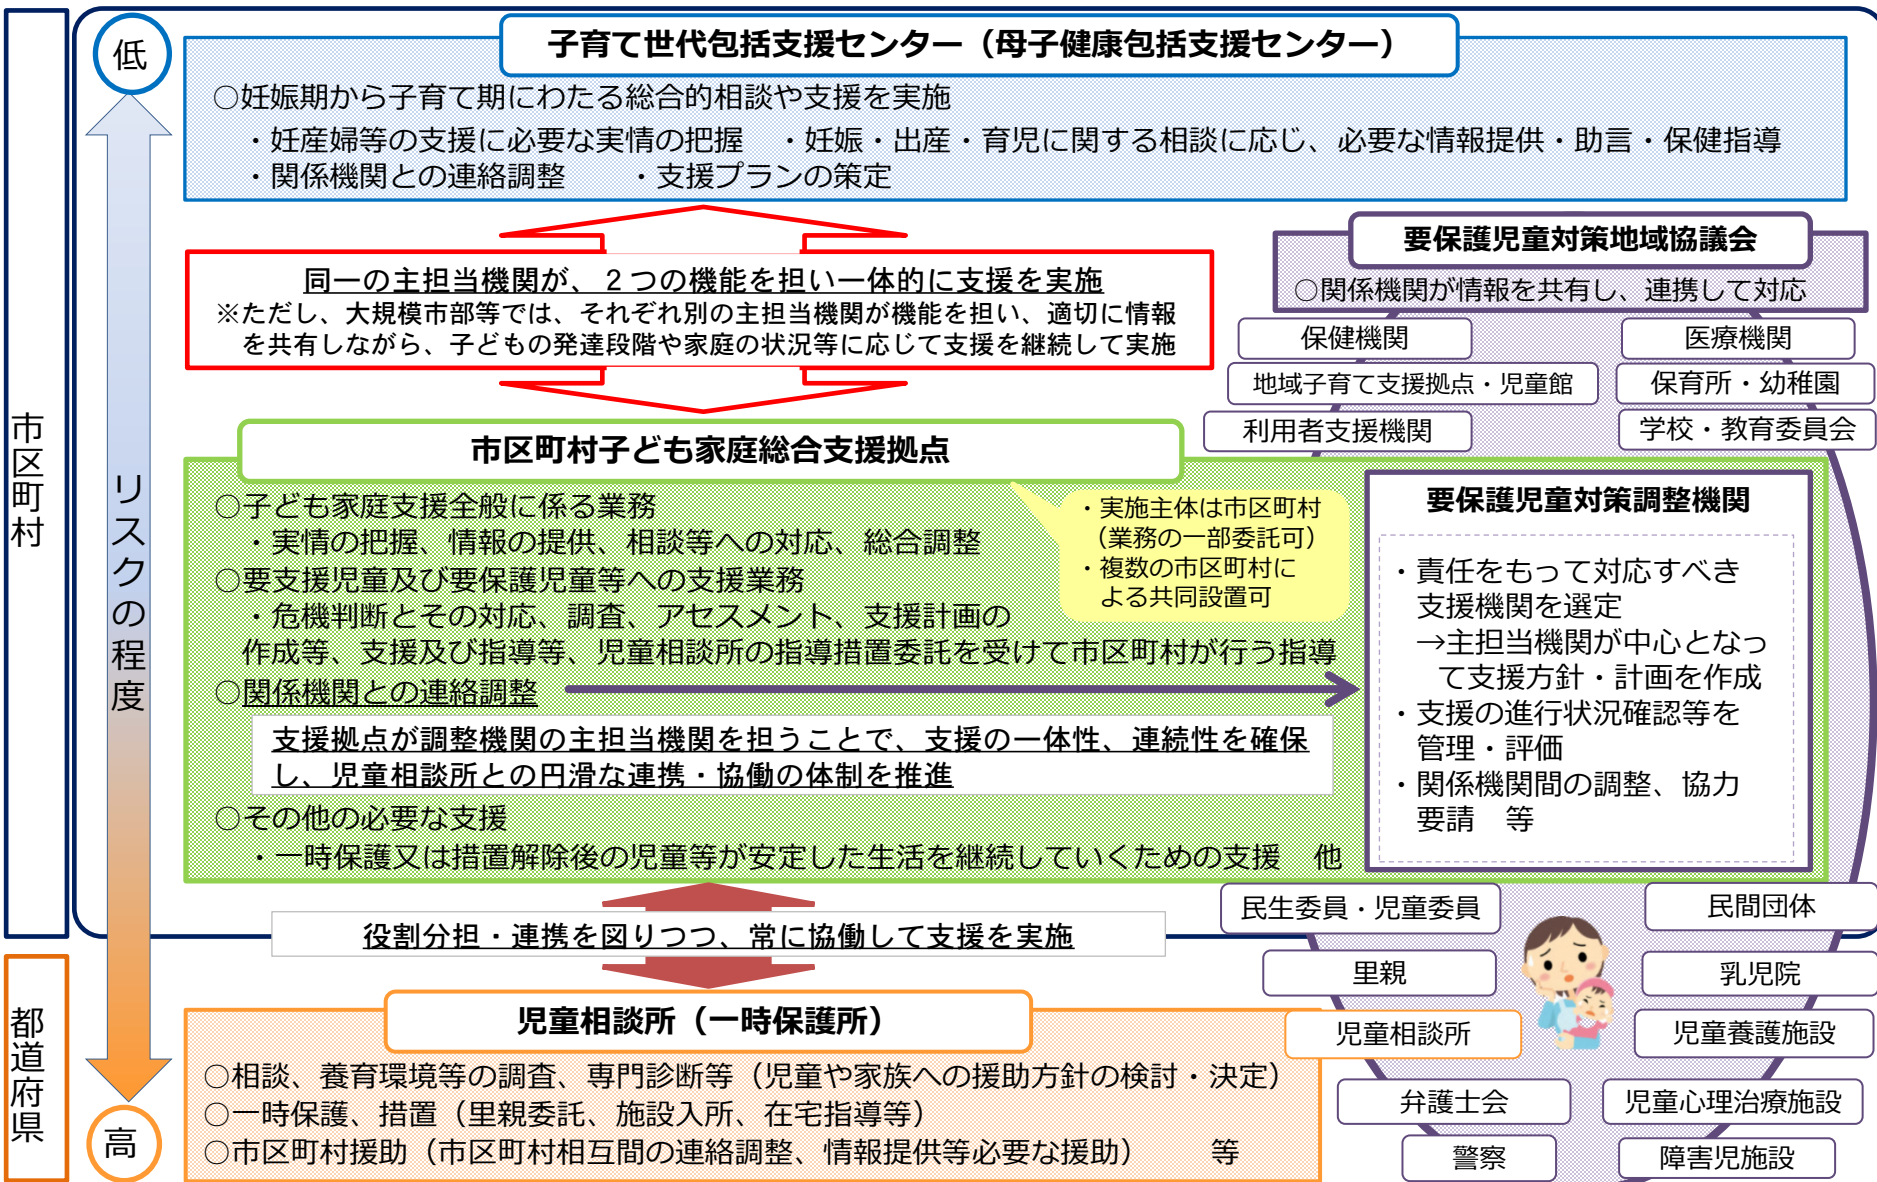 市区町村
都道府県
低
リスクの程度
高
子育て世代包括支援センター（母子健康包括支援センター）
○妊娠期から子育て期にわたる総合的相談や支援を実施
・妊産婦等の支援に必要な実情の把握　・妊娠・出産・育児に関する相談に応じ、必要な情報提供・助言・保健指導
・関係機関との連絡調整　　・支援プランの策定
同一の主担当機関が、２つの機能を担い一体的に支援を実施
※ただし、大規模市部等では、それぞれ別の主担当機関が機能を担い、適切に情報
を共有しながら、子どもの発達段階や家庭の状況等に応じて支援を継続して実施
要保護児童対策地域協議会
○関係機関が情報を共有し、連携して対応
保健機関
医療機関
地域子育て支援拠点・児童館
保育所・幼稚園
利用者支援機関
学校・教育委員会
市区町村子ども家庭総合支援拠点
○子ども家庭支援全般に係る業務
・実情の把握、情報の提供、相談等への対応、総合調整
○要支援児童及び要保護児童等への支援業務
・危機判断とその対応、調査、アセスメント、支援計画の
作成等、支援及び指導等、児童相談所の指導措置委託を受けて市区町村が行う指導
○関係機関との連絡調整
支援拠点が調整機関の主担当機関を担うことで、支援の一体性、連続性を確保
し、児童相談所との円滑な連携・協働の体制を推進
○その他の必要な支援
・一時保護又は措置解除後の児童等が安定した生活を継続していくための支援　他
・実施主体は市区町村
（業務の一部委託可）
・複数の市区町村に
よる共同設置可
要保護児童対策調整機関
・責任をもって対応すべき
支援機関を選定
→主担当機関が中心となっ
て支援方針・計画を作成
・支援の進行状況確認等を
管理・評価
・関係機関間の調整、協力
要請　等
役割分担・連携を図りつつ、常に協働して支援を実施
民生委員・児童委員
民間団体
里親
乳児院
児童相談所
児童養護施設
弁護士会
児童心理治療施設
警察
障害児施設
児童相談所（一時保護所）
○相談、養育環境等の調査、専門診断等（児童や家族への援助方針の検討・決定）
○一時保護、措置（里親委託、施設入所、在宅指導等）
○市区町村援助（市区町村相互間の連絡調整、情報提供等必要な援助）　　　等